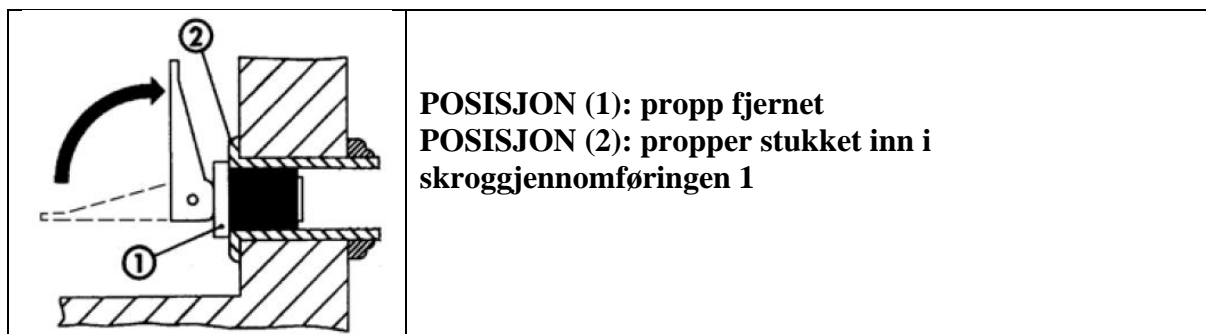 2
1
POSISJON (1): propp fjernet
POSISJON (2): propper stukket inn i
skroggjennomføringen 1